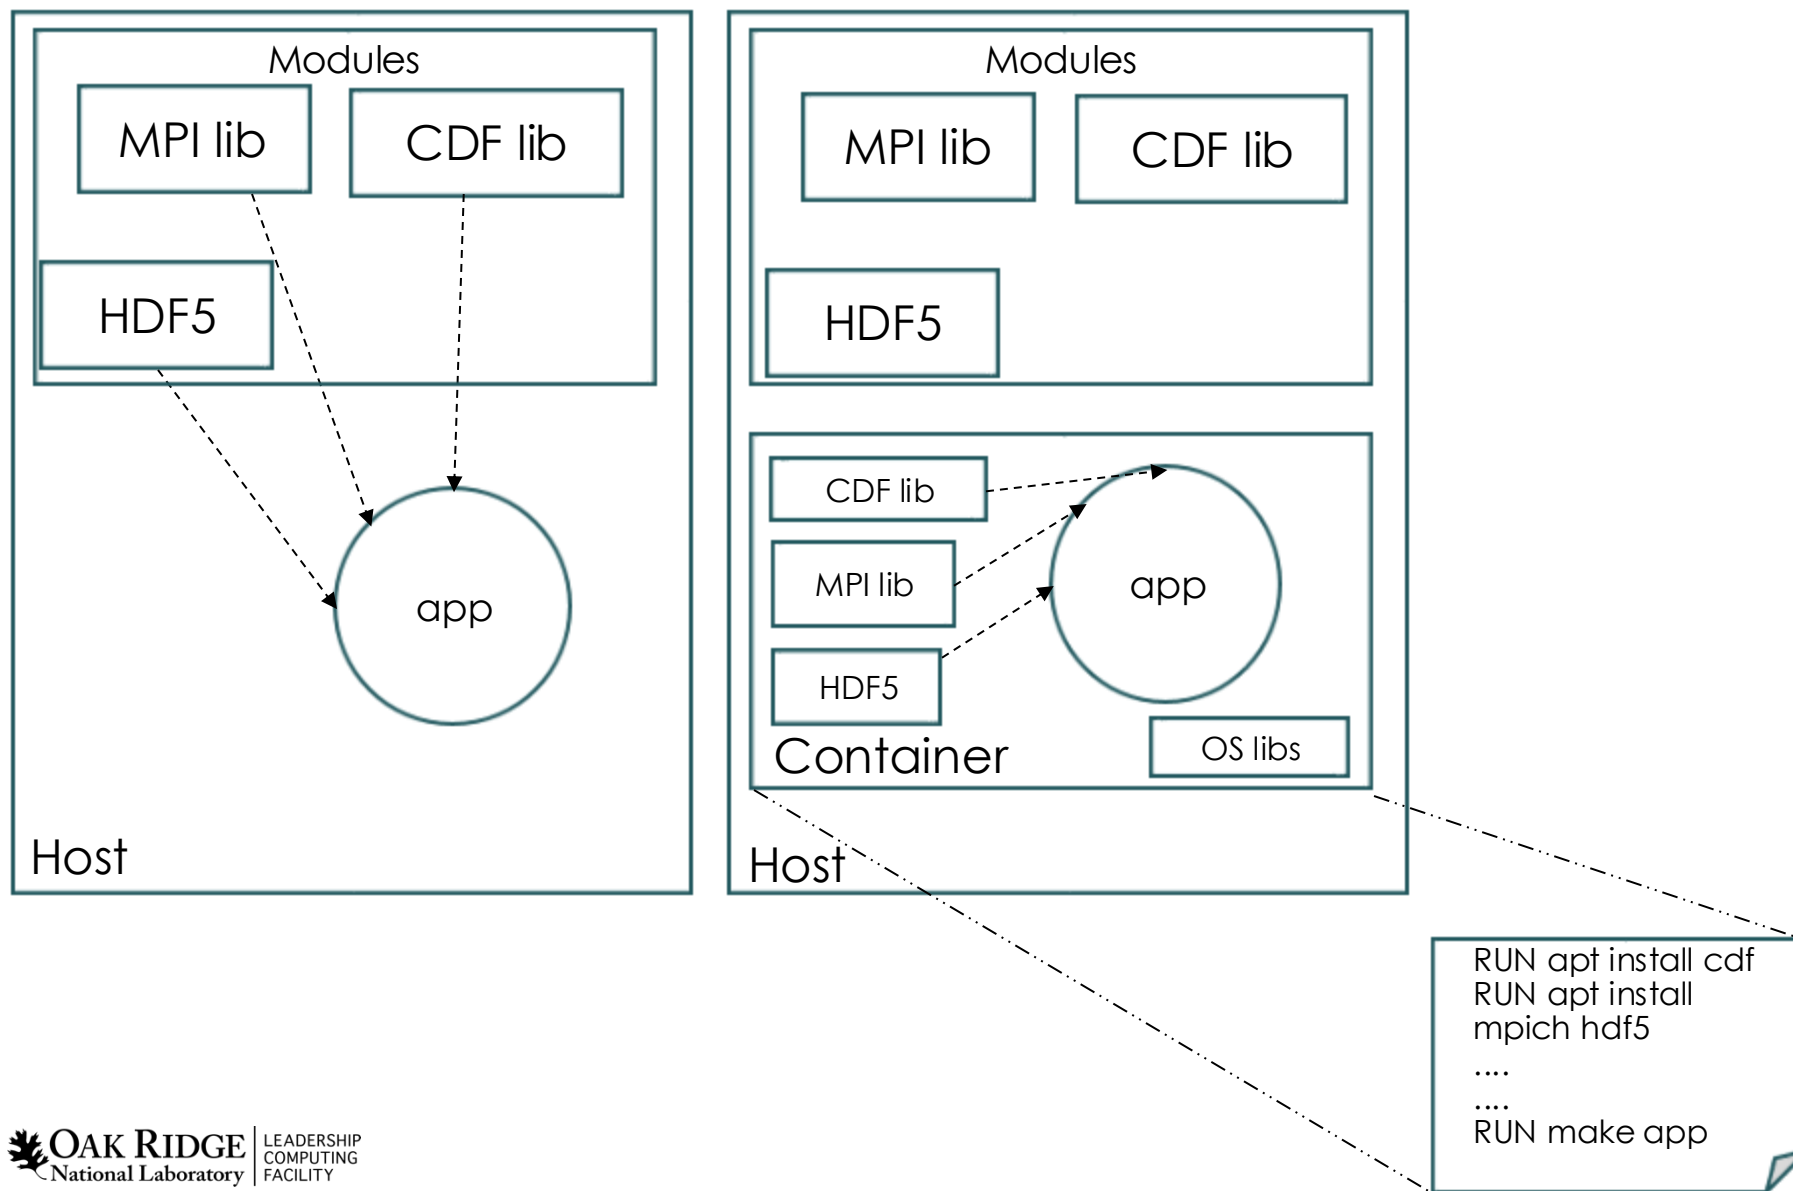 Modules
MPI lib
CDF lib
HDF5
app
Host
Modules
MPI lib
CDF lib
HDF5
CDF lib
MPI lib
HDF5
app
Container
OS libs
Host
RUN apt install cdf
RUN apt install
mpich hdf5
....
....
RUN make app
OAK RIDGE
National Laboratory
LEADERSHIP
COMPUTING
FACILITY